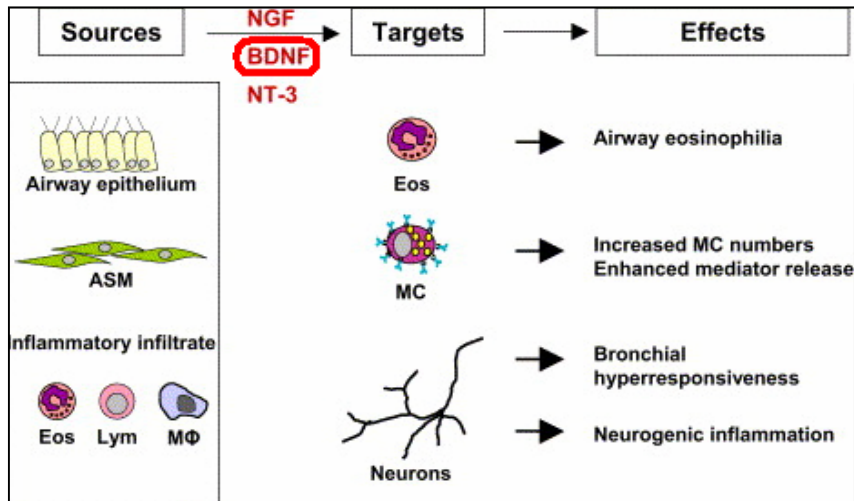 Sources
NGF
BDNF
NT-3
Targets
Effects
Airway epithelium
ASM
Inflammatory infiltrate
Eos
Lym
MΦ
Eos
Airway eosinophilia
MC
Increased MC numbers
Enhanced mediator release
Neurons
Bronchial
hyperresponsiveness
Neurogenic inflammation